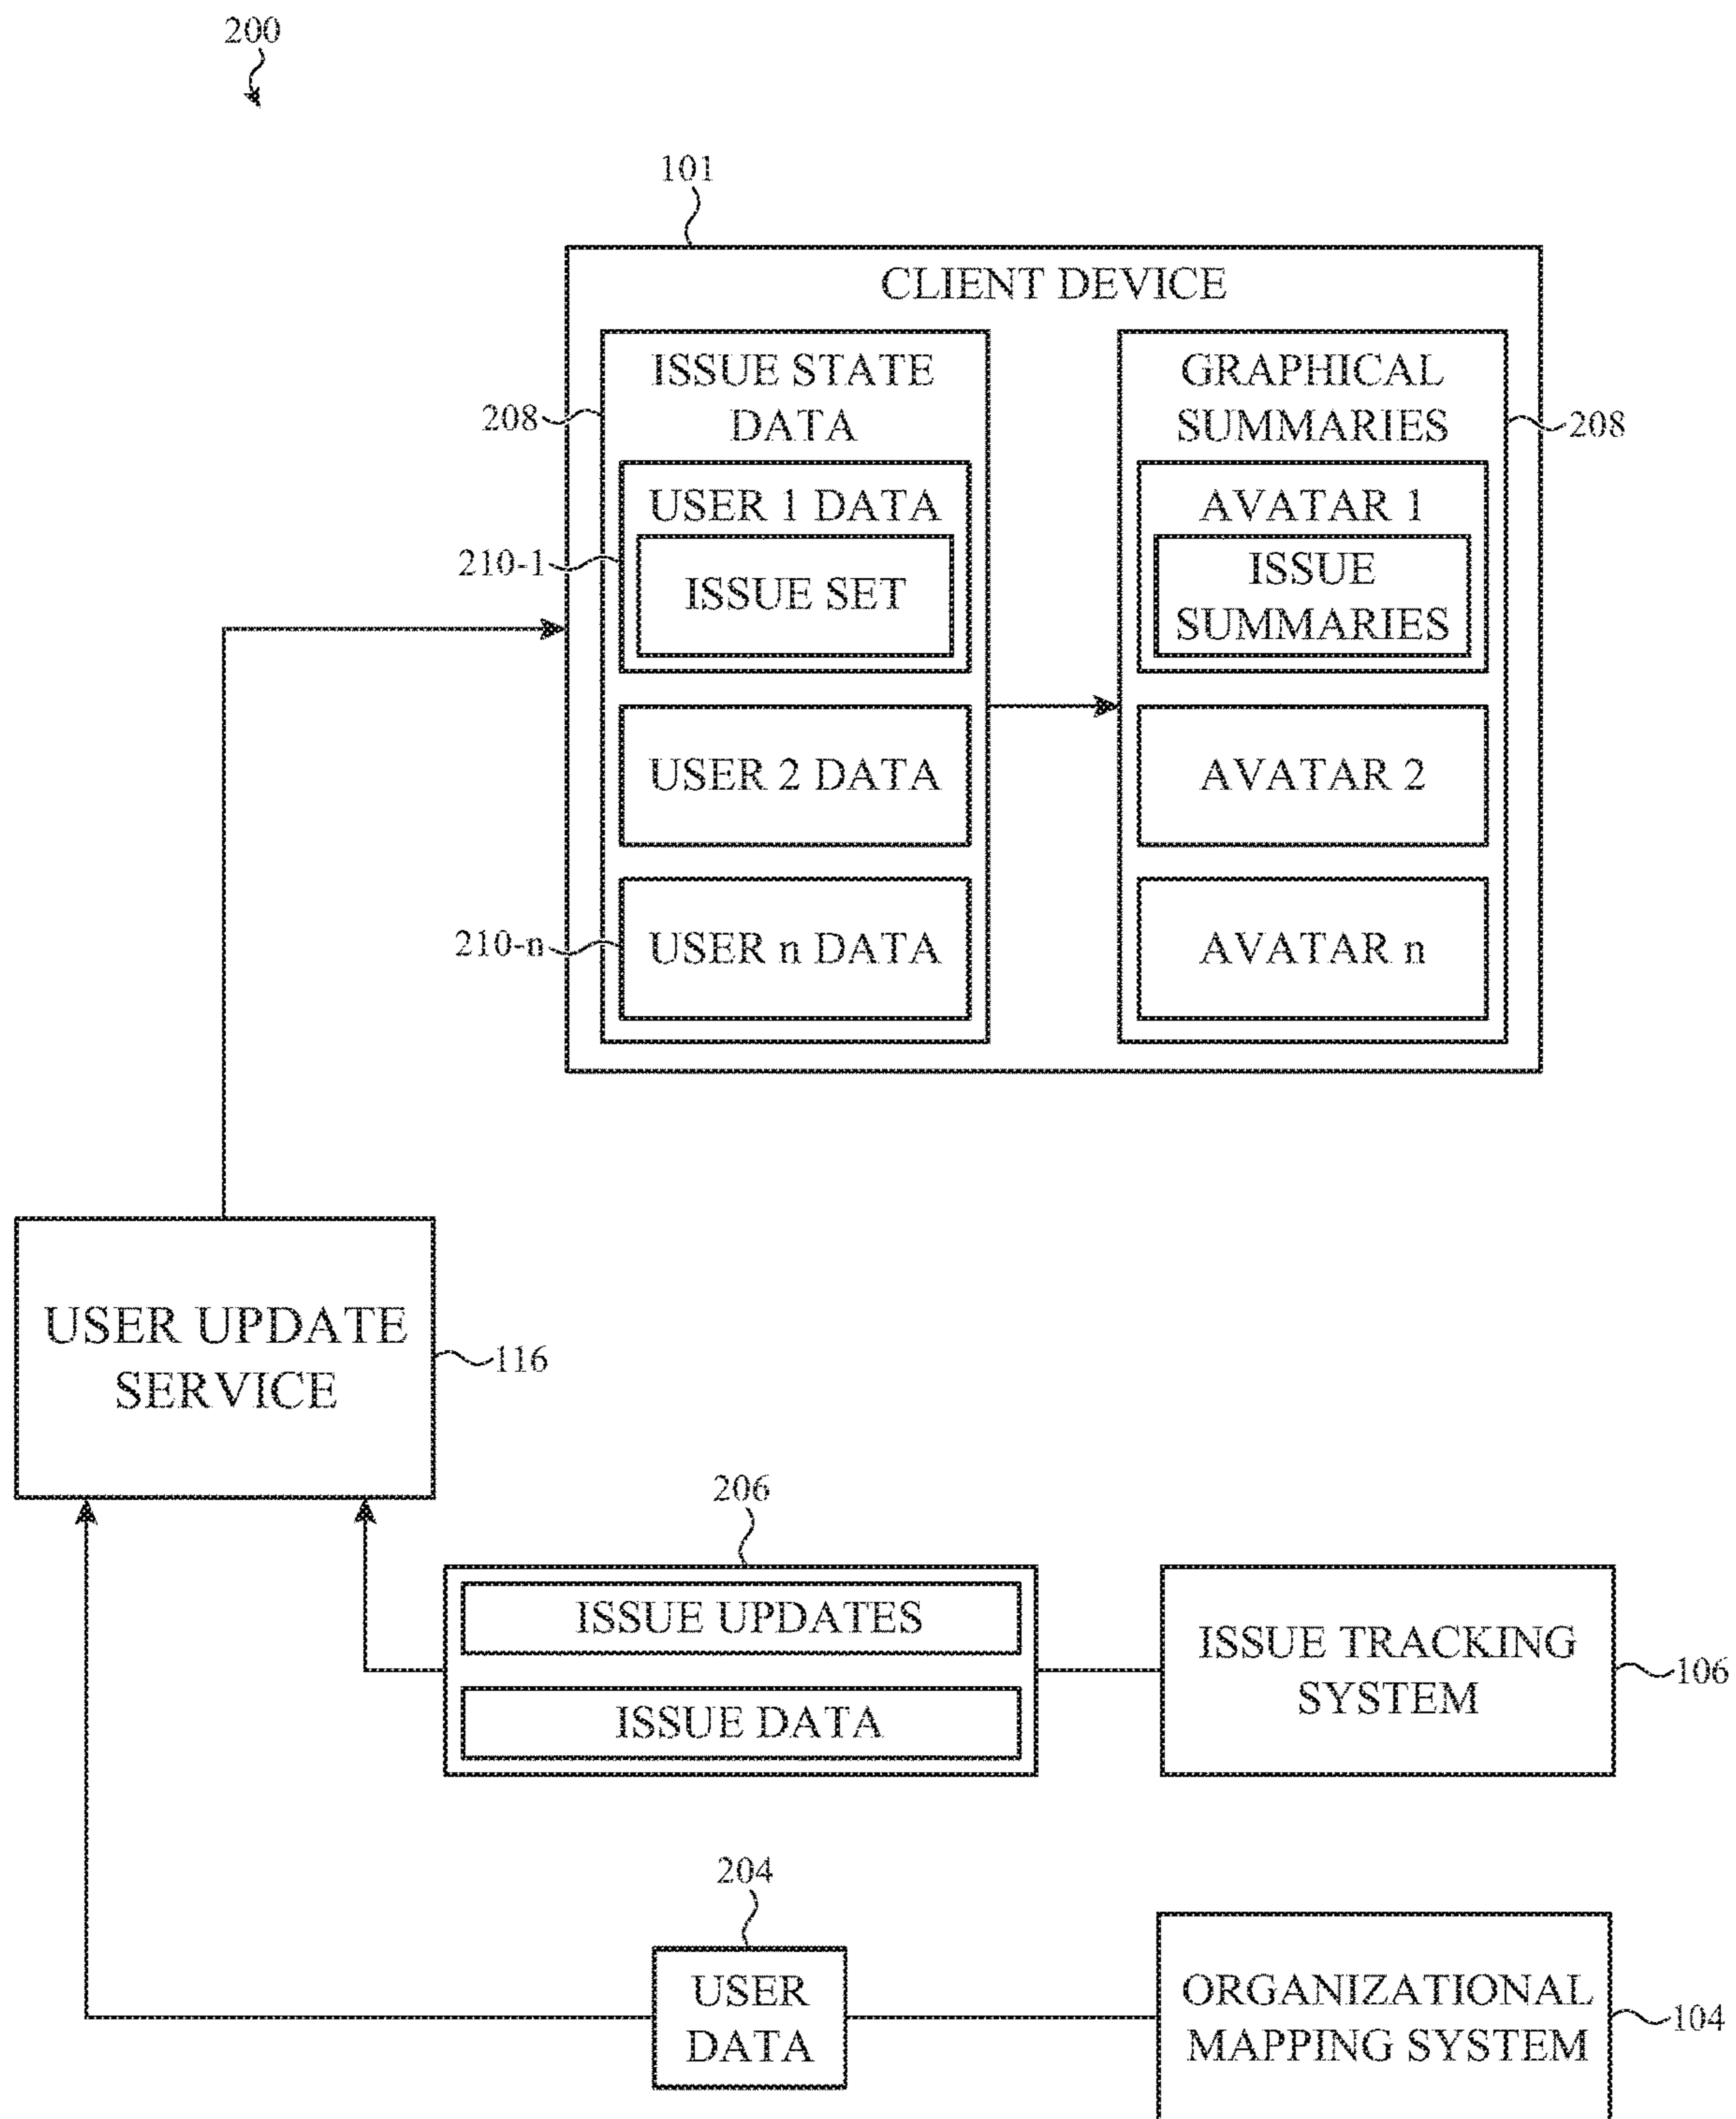 200
101
CLIENT DEVICE
ISSUE STATE
DATA
208
USER 1 DATA
210-1
ISSUE SET
USER 2 DATA
210-n
USER n DATA
GRAPHICAL
SUMMARIES
208
AVATAR 1
ISSUE
SUMMARIES
AVATAR 2
AVATAR n
USER UPDATE
SERVICE
116
206
ISSUE UPDATES
ISSUE DATA
ISSUE TRACKING
SYSTEM
106
204
USER
DATA
ORGANIZATIONAL
MAPPING SYSTEM
104